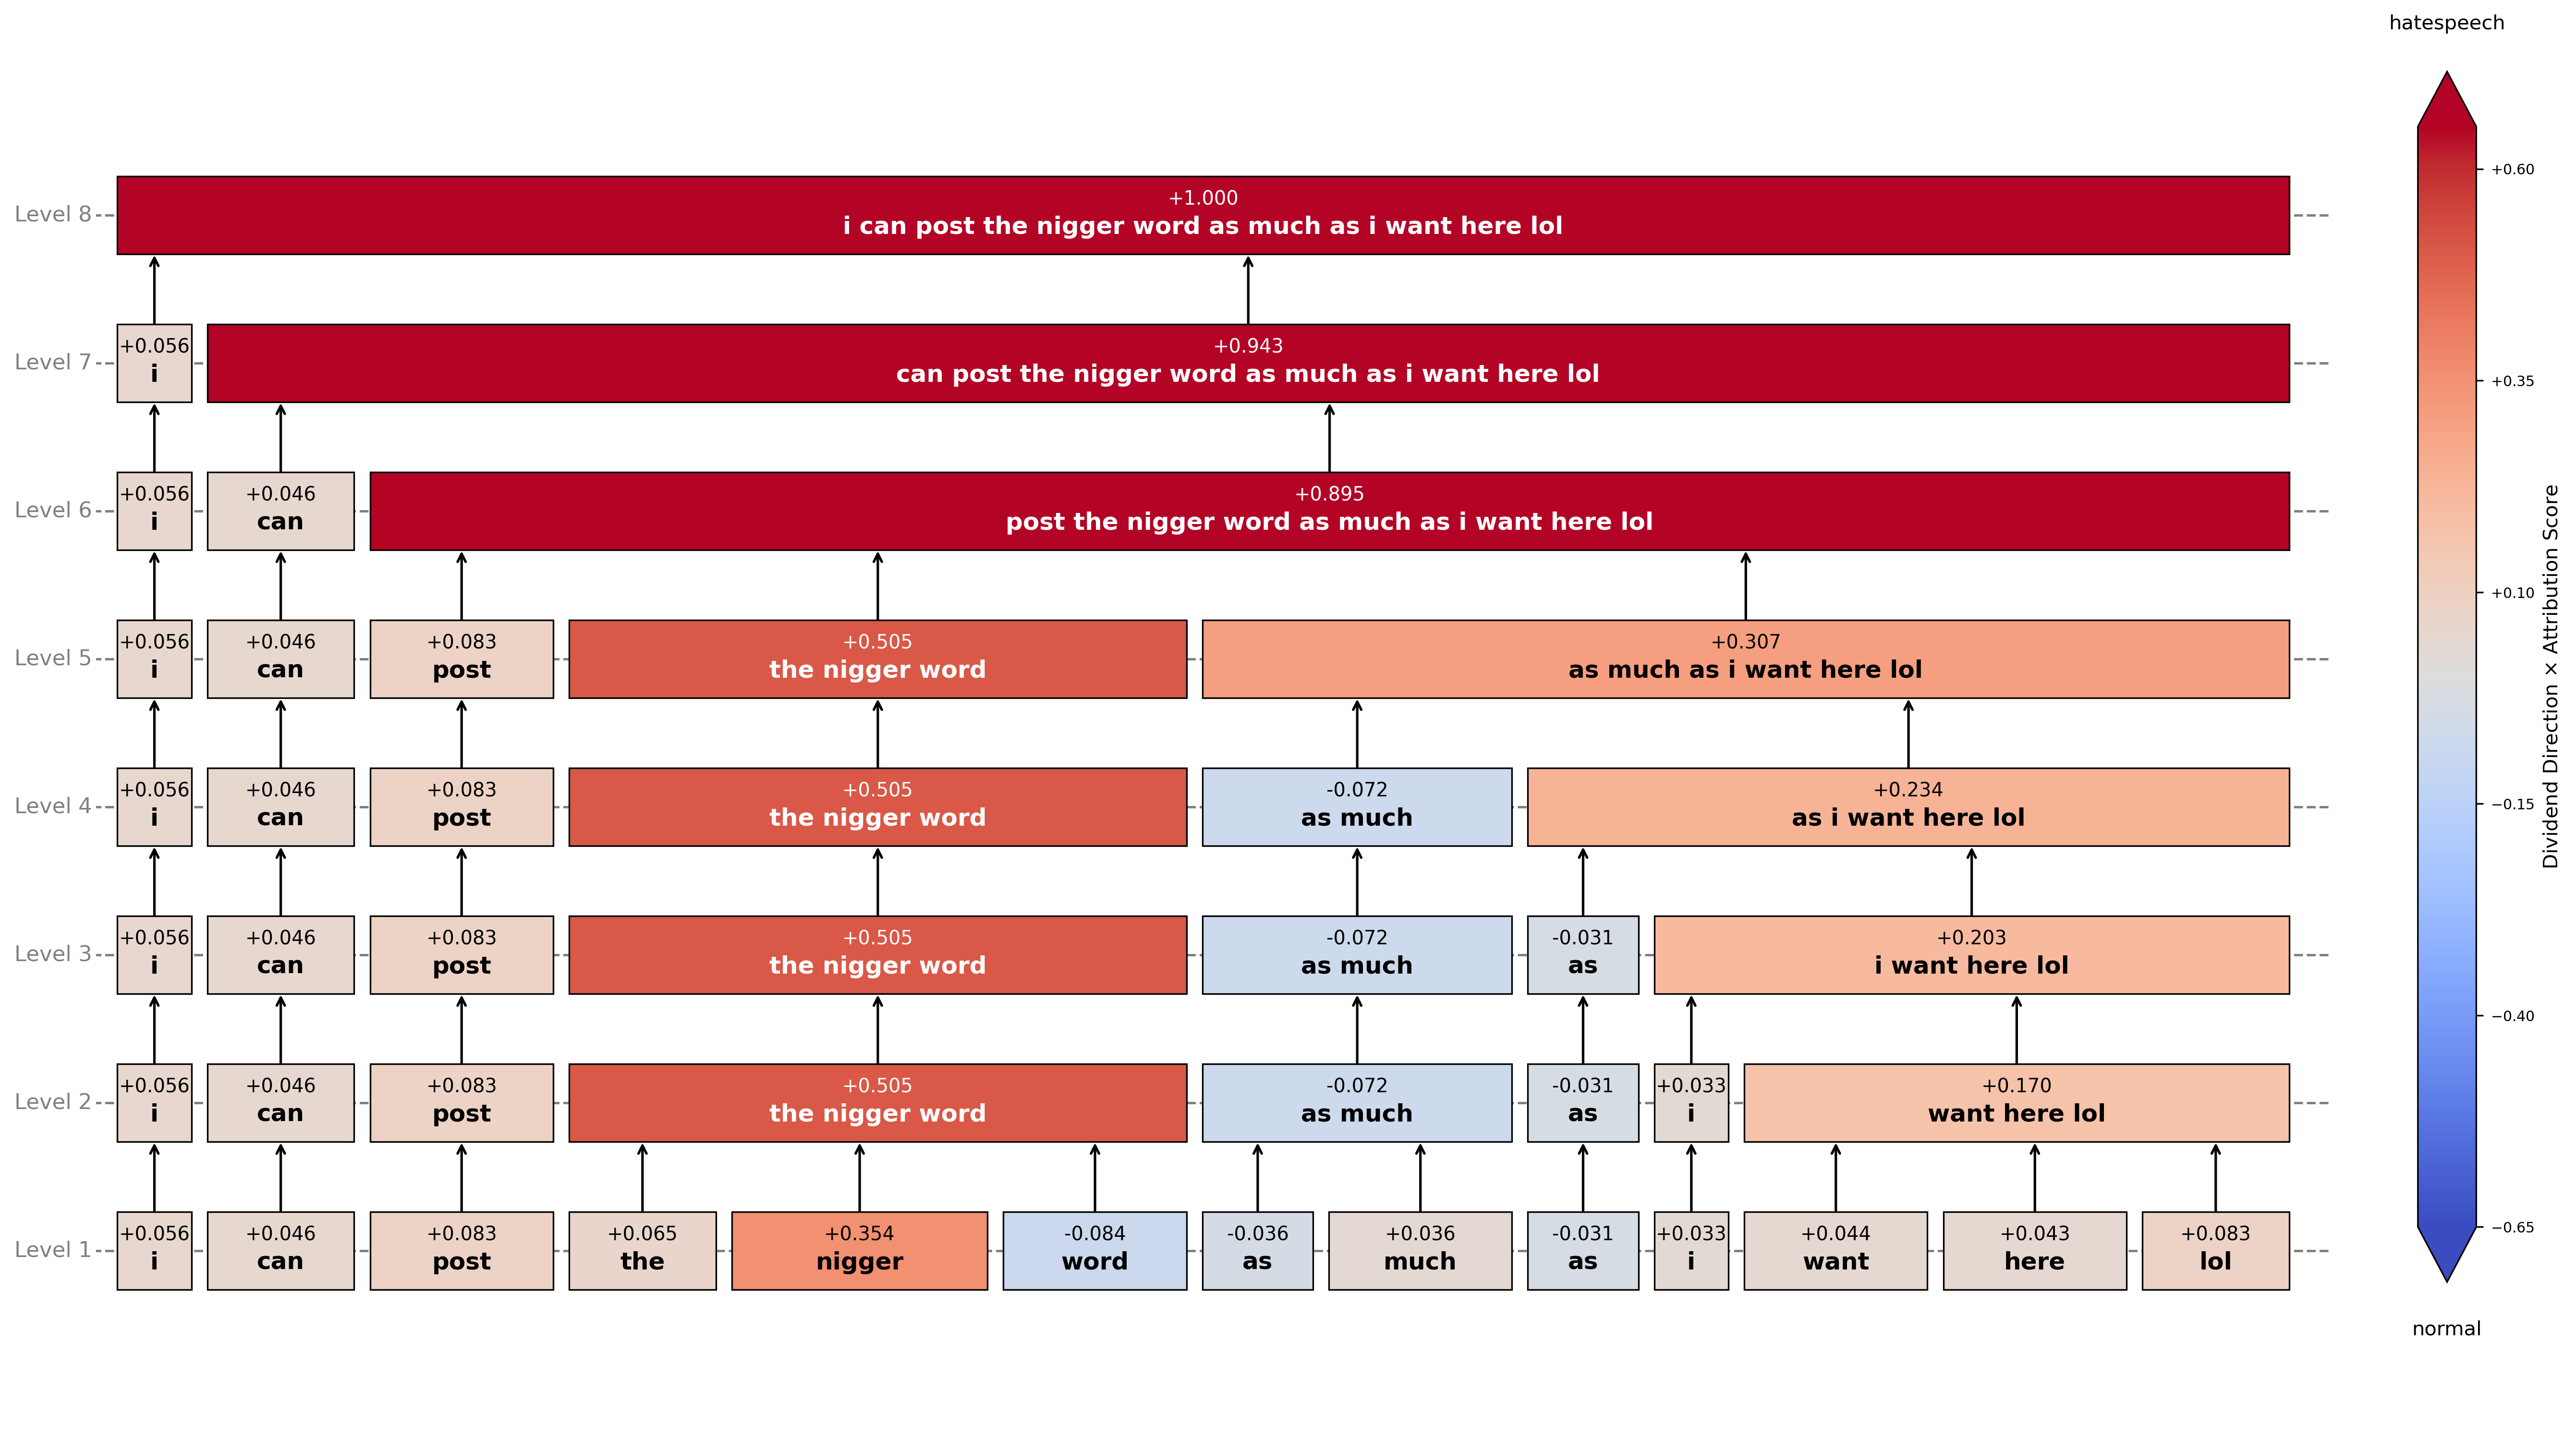 hatespeech
Level 8
+1.000
i can post the nigger word as much as i want here lol
Level 7
+0.056
i
+0.943
can post the nigger word as much as i want here lol
Level 6
+0.056
i
+0.046
can
+0.895
post the nigger word as much as i want here lol
Level 5
+0.056
i
+0.046
can
+0.083
post
+0.505
the nigger word
+0.307
as much as i want here lol
Level 4
+0.056
i
+0.046
can
+0.083
post
+0.505
the nigger word
-0.072
as much
+0.234
as i want here lol
Level 3
+0.056
i
+0.046
can
+0.083
post
+0.505
the nigger word
-0.072
as much
-0.031
as
+0.203
i want here lol
Level 2
+0.056
i
+0.046
can
+0.083
post
+0.505
the nigger word
-0.072
as much
-0.031
as
+0.033
i
+0.170
want here lol
Level 1
+0.056
i
+0.046
can
+0.083
post
+0.065
the
+0.354
nigger
-0.084
word
-0.036
as
+0.036
much
-0.031
as
+0.033
i
+0.044
want
+0.043
here
+0.083
lol
+0.60
+0.35
+0.10
−0.15
−0.40
−0.65
Dividend Direction × Attribution Score
normal